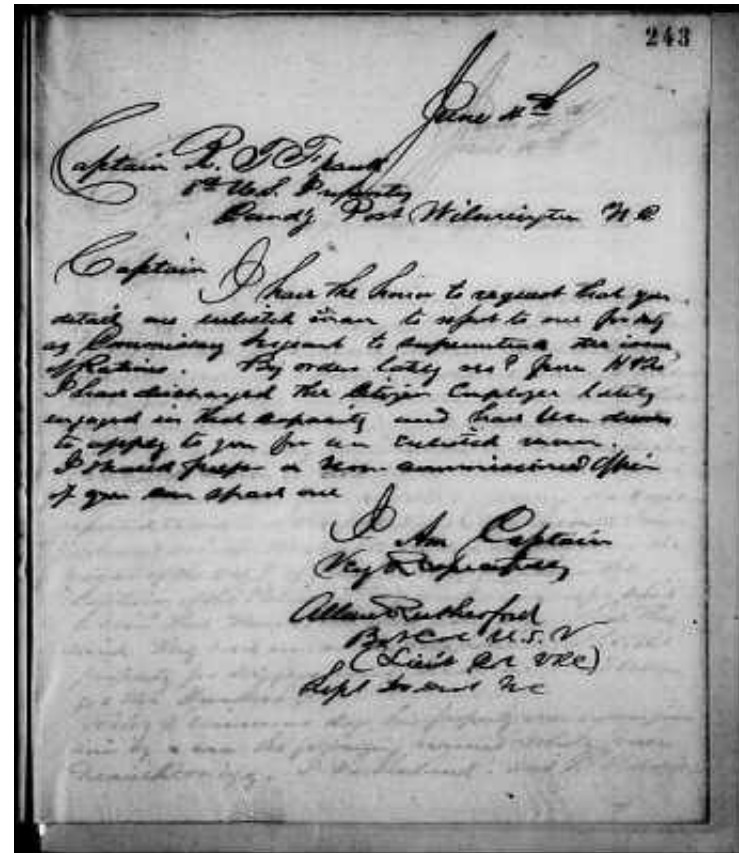 243
June 4th
Captain R. T. Frank
8th U.S. Infantry
Comdg Post Wilmington N C
Captain
I have the honor to request that you
detail one enlisted man to report to me for duty
as Commissary Sergeant to superintend the issue
of Rations. By orders lately recd from Hd Qrs
I have discharged the Citizen Employee lately
engaged in that capacity and have been
to apply to you for an Enlisted man.
I should prefer a Non-commissioned Officer
if you can spare one
I Am Captain
Very Respectfully
Allan Rutherford
Bvt Col U.S.V
(Lieut Col VRC)
Supt Dist NC